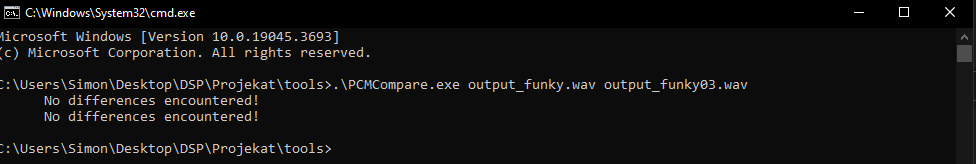 C:\Windows\System32\cmd.exe
Microsoft Windows [Version 10.0.19045.3693]
(c) Microsoft Corporation. All rights reserved.
C:\Users\Simon\Desktop\DSP\Projekat\tools>.\PCMCompare.exe output_funky.wav output_funky03.wav
No differences encountered!
No differences encountered!
C:\Users\Simon\Desktop\DSP\Projekat\tools>